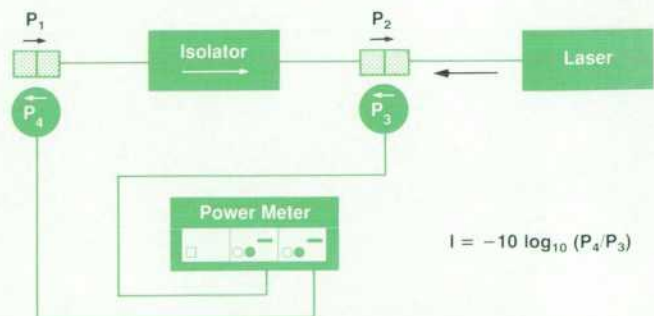 P₁
P₂
Isolator
Laser
P₄
P₃
Power Meter
I = −10 log₁₀ (P₄/P₃)